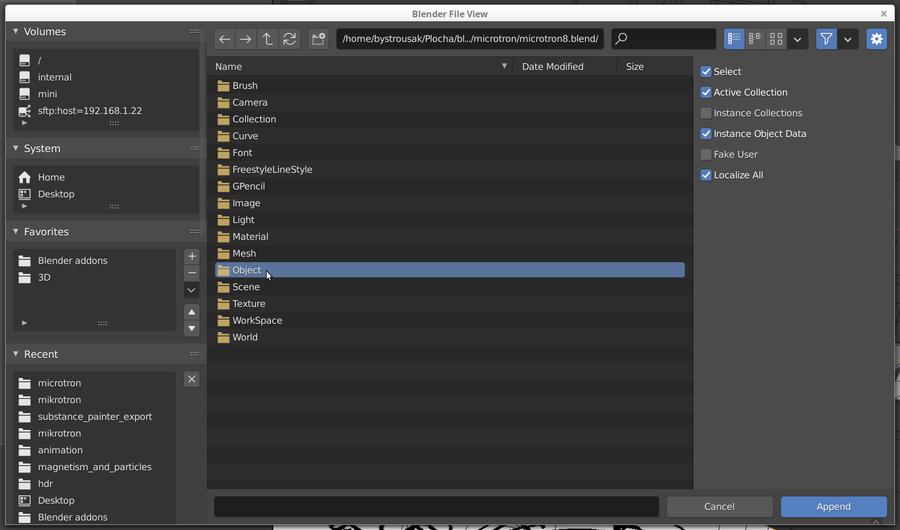 Blender File View
Volumes
/
internal
mini
sftp:host=192.168.1.22
System
Home
Desktop
Favorites
Blender addons
3D
Recent
microtron
mikrotron
substance_painter_export
mikrotron
animation
magnetism_and_particles
hdr
Desktop
Blender addons
/home/bystrousak/Plocha/bl.../microtron/microtron8.blend/
Name Date Modified Size
Brush
Camera
Collection
Curve
Font
FreestyleLineStyle
GPencil
Image
Light
Material
Mesh
Object
Scene
Texture
WorkSpace
World
Select
Active Collection
Instance Collections
Instance Object Data
Fake User
Localize All
Cancel Append